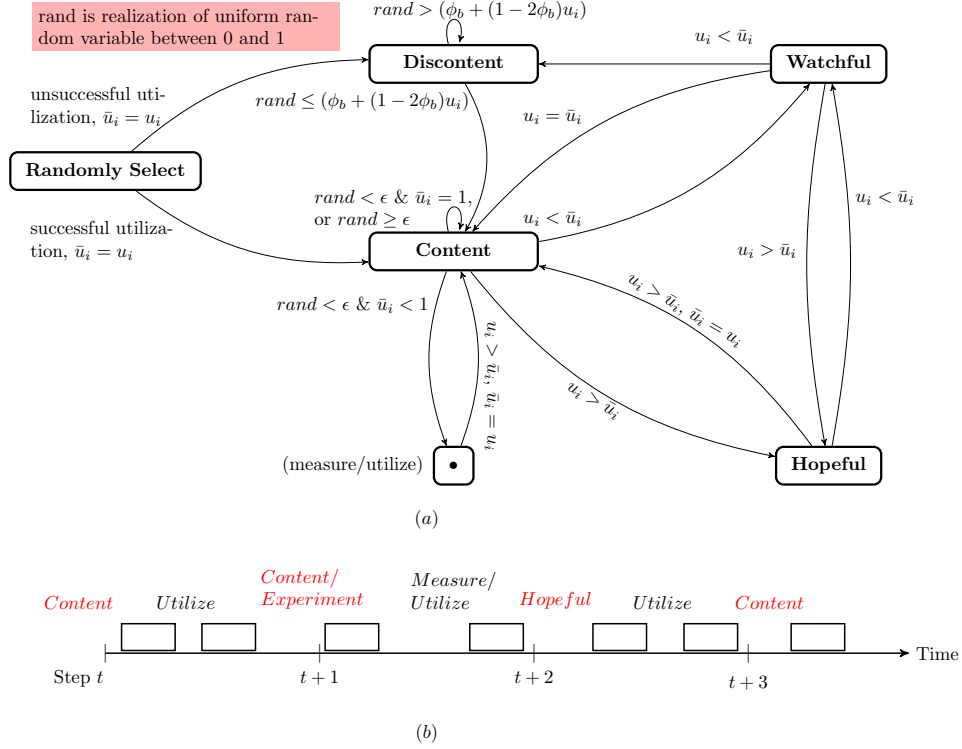 rand is realization of uniform ran-
dom variable between 0 and 1
rand > (ϕ_b + (1 - 2ϕ_b)u_i)
Discontent
u_i < ū_i
Watchful
unsuccessful uti-
lization, ū_i = u_i
rand ≤ (ϕ_b + (1 - 2ϕ_b)u_i)
u_i = ū_i
Randomly Select
rand < ϵ & ū_i = 1,
or rand ≥ ϵ
u_i < ū_i
u_i < ū_i
successful utiliza-
tion, ū_i = u_i
Content
u_i > ū_i
rand < ϵ & ū_i < 1
u_i > ū_i, ū_i = u_i
u_i > ū_i, ū_i = u_i
u_i > ū_i
(measure/utilize)
Hopeful
(a)
Content
Utilize
Content/
Experiment
Measure/
Utilize
Hopeful
Utilize
Content
Time
Step t
t + 1
t + 2
t + 3
(b)